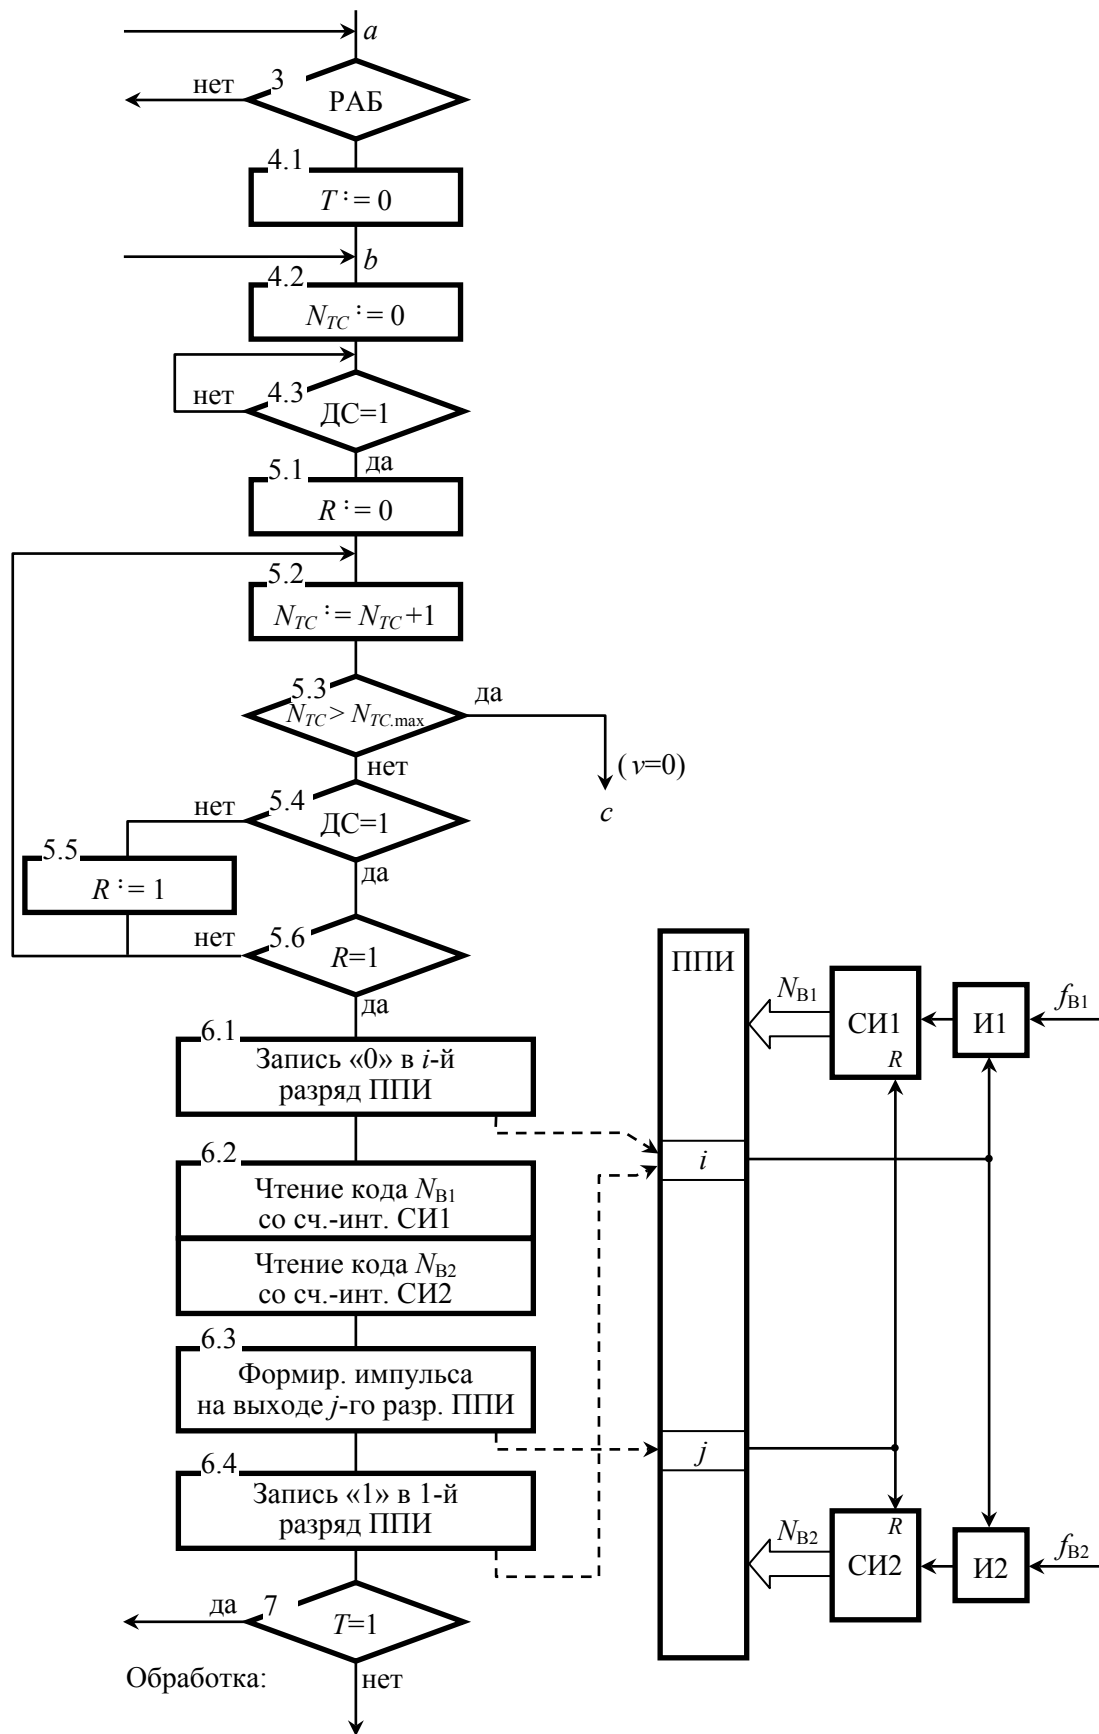 a
3
нет
РАБ
4.1
T := 0
b
4.2
N_TC := 0
4.3
нет
ДС=1
да
5.1
R := 0
5.2
N_TC := N_TC +1
5.3
да
N_TC > N_TC.max
нет
(v=0)
c
5.4
нет
ДС=1
да
5.5
R := 1
нет
5.6
R=1
да
6.1
Запись «0» в i-й
разряд ППИ
6.2
Чтение кода N_В1
со сч.-инт. СИ1
Чтение кода N_В2
со сч.-инт. СИ2
6.3
Формир. импульса
на выходе j-го разр. ППИ
6.4
Запись «1» в 1-й
разряд ППИ
да
7
T=1
Обработка:
нет
ППИ
N_В1
СИ1
R
И1
f_В1
i
j
N_В2
R
СИ2
И2
f_В2